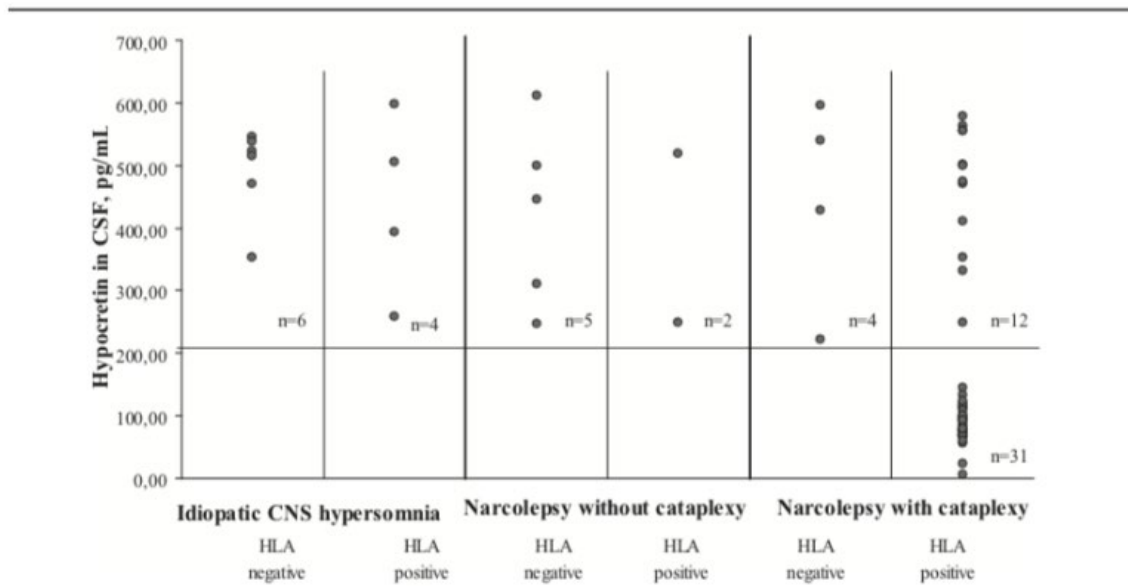 700,00
600,00
500,00
400,00
300,00
200,00
100,00
0,00
Hypocretin in CSF, pg/mL
n=6
n=4
n=5
n=2
n=4
n=12
n=31
Idiopatic CNS hypersomnia
Narcolepsy without cataplexy
Narcolepsy with cataplexy
HLA
negative
HLA
positive
HLA
negative
HLA
positive
HLA
negative
HLA
positive